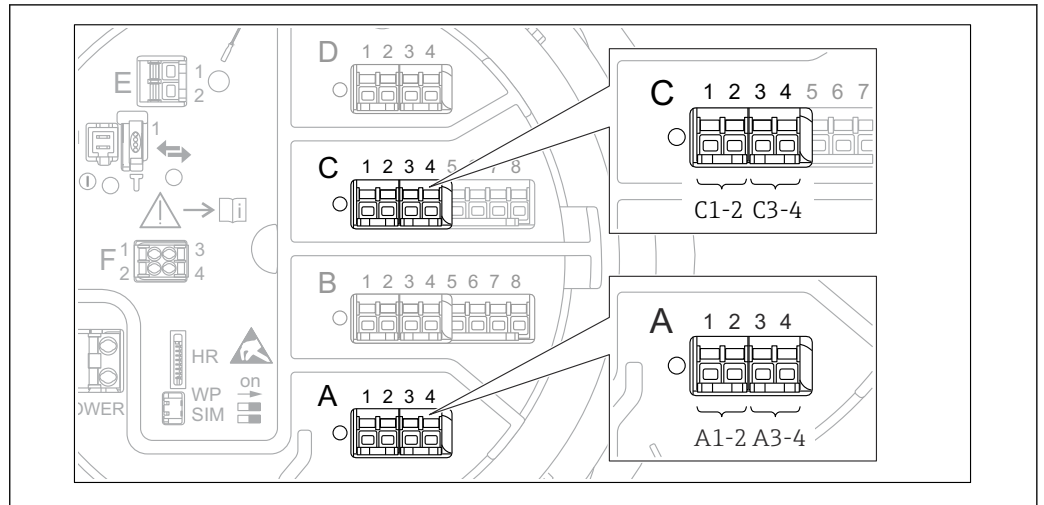 D 1 2 3 4
E 1
2
1
C 1 2 3 4 5 6 7 8
C 1 2 3 4 5 6 7
C1-2 C3-4
i
F 1 3
2 4
B 1 2 3 4 5 6 7 8
A 1 2 3 4
A 1 2 3 4
A1-2 A3-4
HR
WP on
SIM
OWER